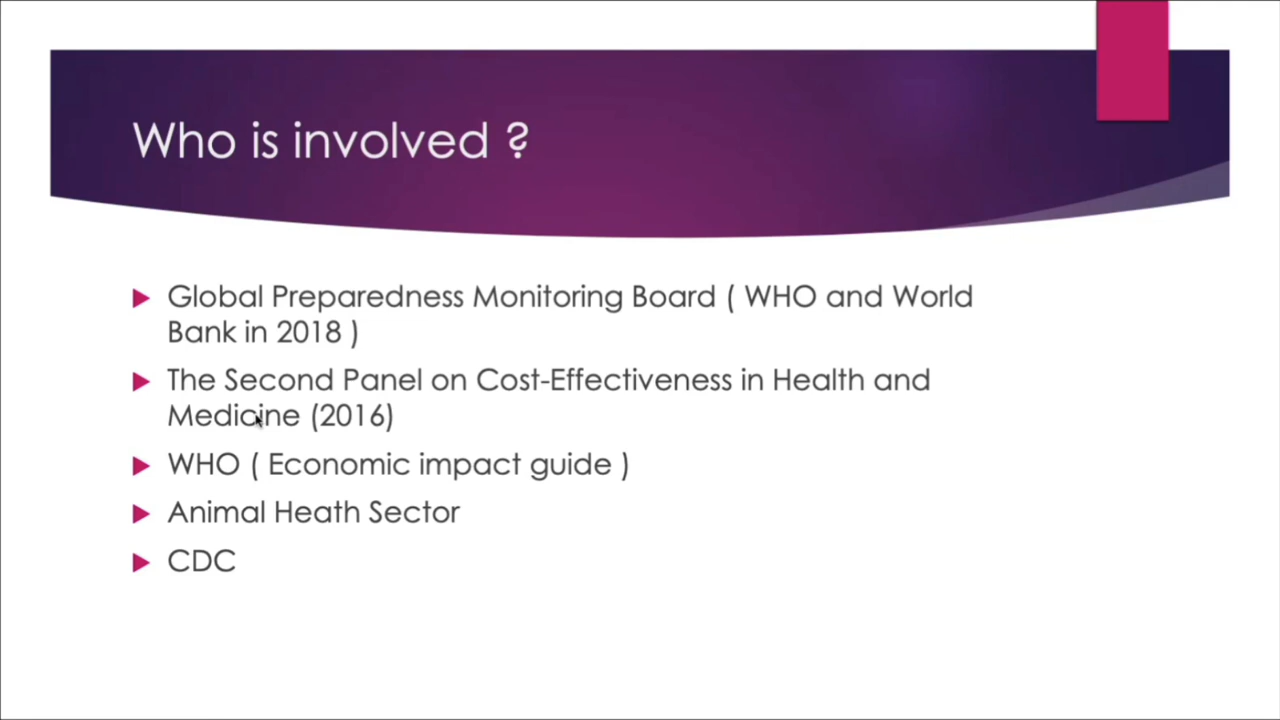 Who is involved ?
Global Preparedness Monitoring Board ( WHO and World
Bank in 2018 )
The Second Panel on Cost-Effectiveness in Health and
Medicine (2016)
WHO ( Economic impact guide )
Animal Heath Sector
CDC